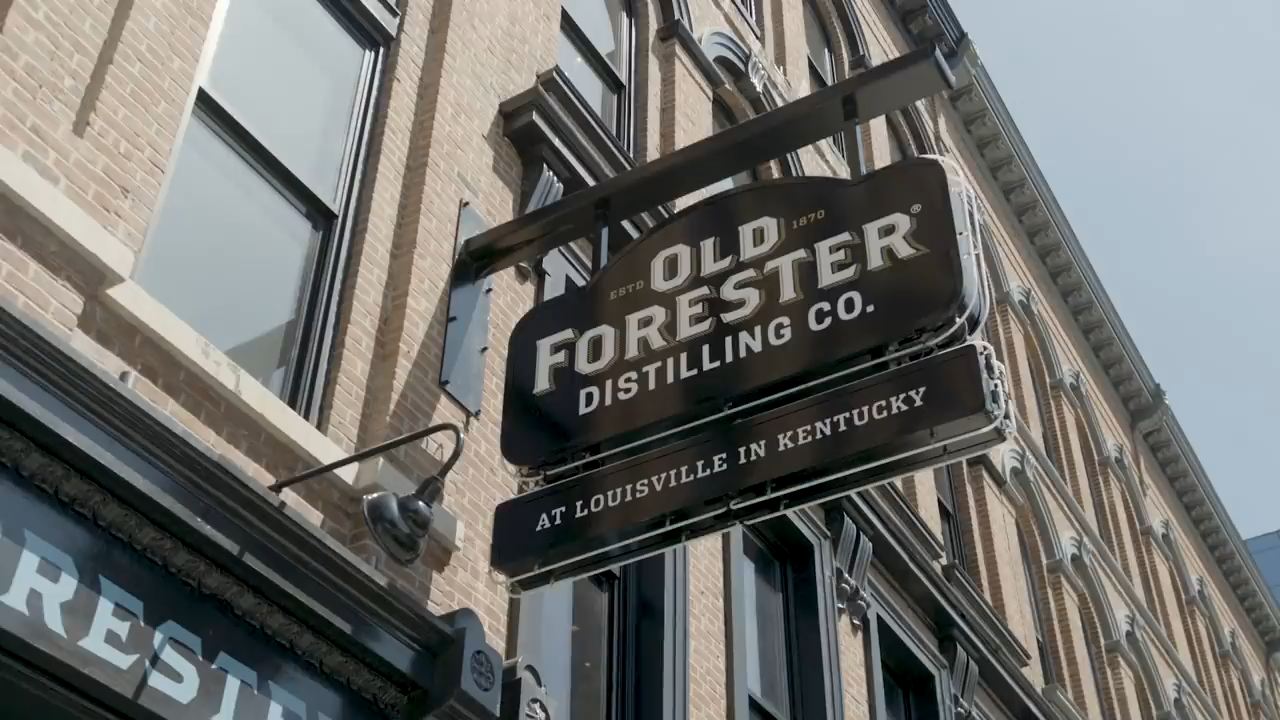 ESTD OLD 1870
FORESTER®
DISTILLING CO.
AT LOUISVILLE IN KENTUCKY
RESTE